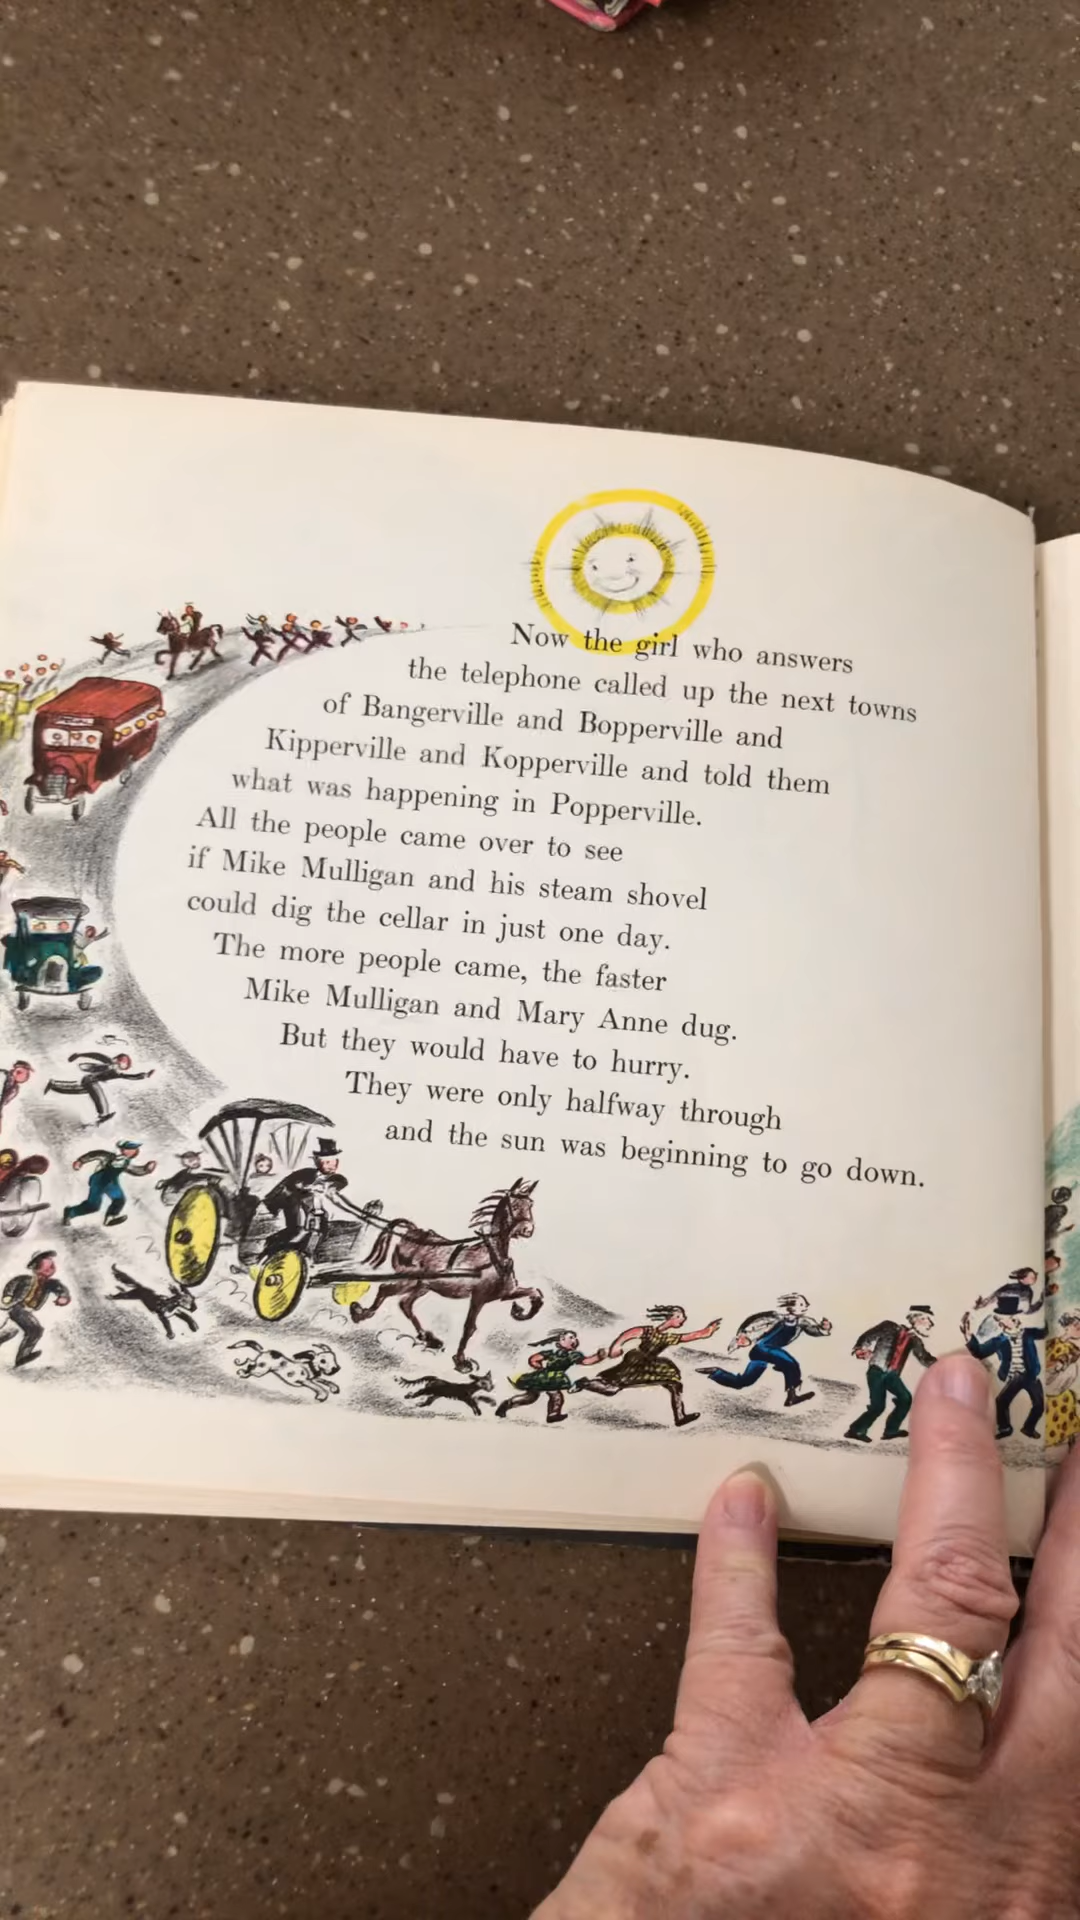 Now the girl who answers
the telephone called up the next towns
of Bangerville and Bopperville and
Kipperville and Kopperville and told them
what was happening in Popperville.
All the people came over to see
if Mike Mulligan and his steam shovel
could dig the cellar in just one day.
The more people came, the faster
Mike Mulligan and Mary Anne dug.
But they would have to hurry.
They were only halfway through
and the sun was beginning to go down.